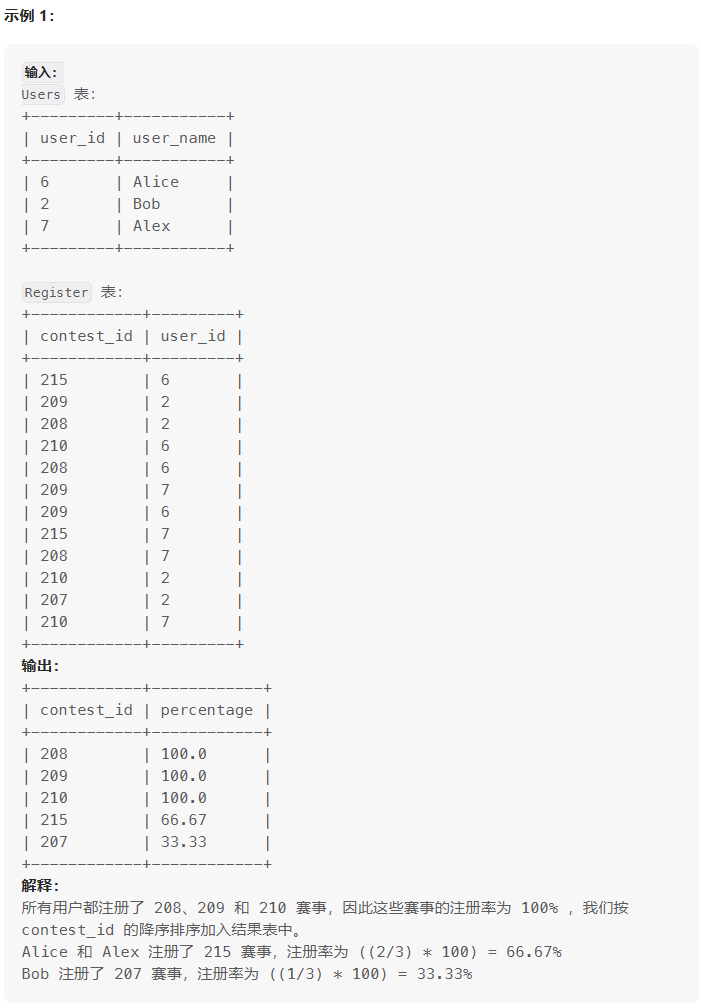 示例 1：
输入：
Users 表：
+---------+-----------+
| user_id | user_name |
+---------+-----------+
| 6       | Alice     |
| 2       | Bob       |
| 7       | Alex      |
+---------+-----------+
Register 表：
+------------+---------+
| contest_id | user_id |
+------------+---------+
| 215        | 6       |
| 209        | 2       |
| 208        | 2       |
| 210        | 6       |
| 208        | 6       |
| 209        | 7       |
| 209        | 6       |
| 215        | 7       |
| 208        | 7       |
| 210        | 2       |
| 207        | 2       |
| 210        | 7       |
+------------+---------+
输出：
+------------+------------+
| contest_id | percentage |
+------------+------------+
| 208        | 100.0      |
| 209        | 100.0      |
| 210        | 100.0      |
| 215        | 66.67      |
| 207        | 33.33      |
+------------+------------+
解释：
所有用户都注册了 208、209 和 210 赛事，因此这些赛事的注册率为 100% ，我们按
contest_id 的降序排序加入结果表中。
Alice 和 Alex 注册了 215 赛事，注册率为 ((2/3) * 100) = 66.67%
Bob 注册了 207 赛事，注册率为 ((1/3) * 100) = 33.33%